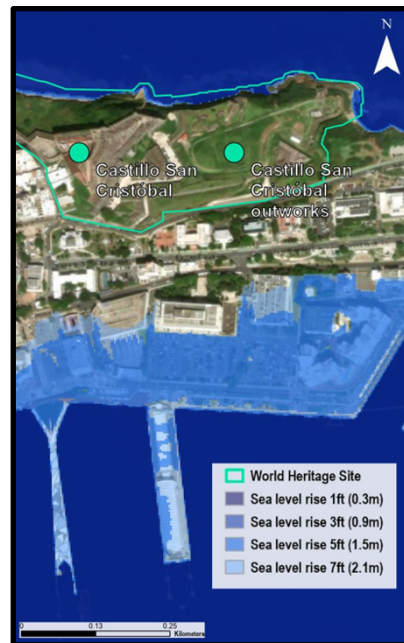 N
Castillo San
Cristóbal
Castillo San
Cristóbal
outworks
World Heritage Site
Sea level rise 1ft (0.3m)
Sea level rise 3ft (0.9m)
Sea level rise 5ft (1.5m)
Sea level rise 7ft (2.1m)
0 0.13 0.25
Kilometers